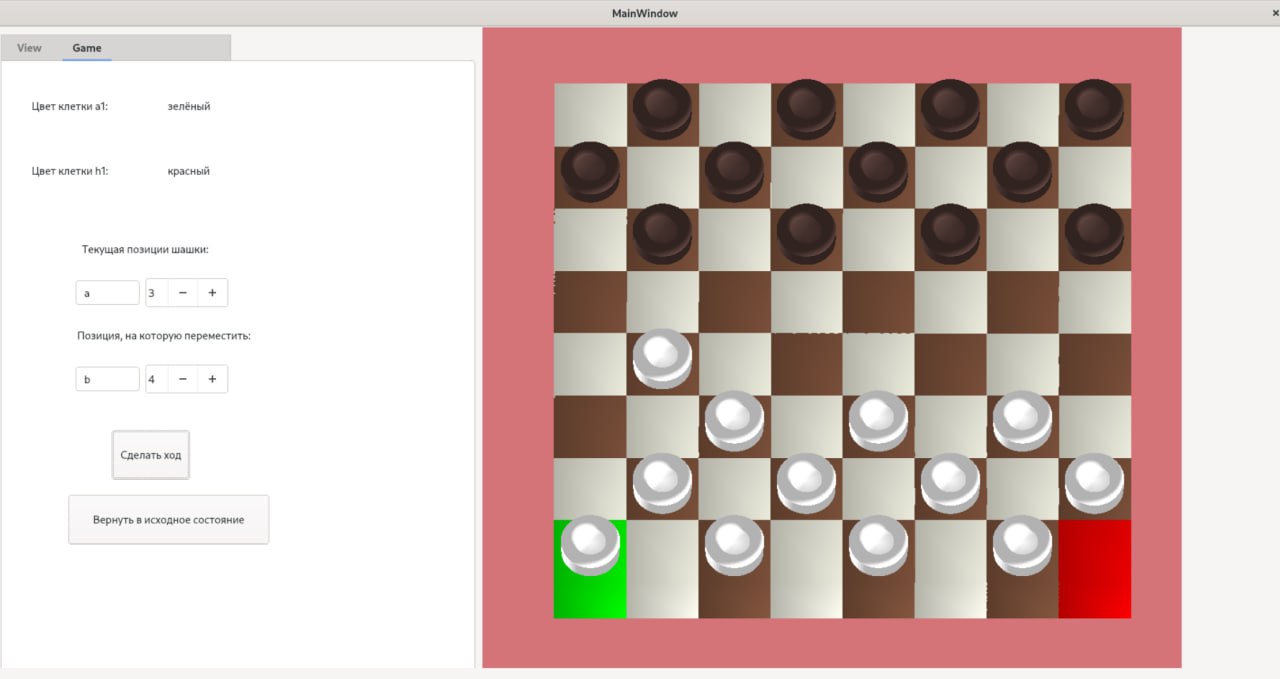 MainWindow
View Game
Цвет клетки a1: зелёный
Цвет клетки h1: красный
Текущая позиции шашки:
a 3 − +
Позиция, на которую переместить:
b 4 − +
Сделать ход
Вернуть в исходное состояние